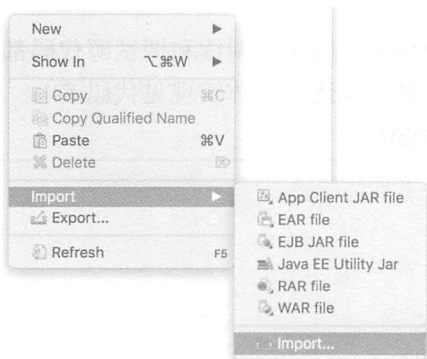 New
Show In ⌥⌘W
Copy ⌘C
Copy Qualified Name
Paste ⌘V
Delete ⌦
Import
Export...
Refresh F5
App Client JAR file
EAR file
EJB JAR file
Java EE Utility Jar
RAR file
WAR file
Import...